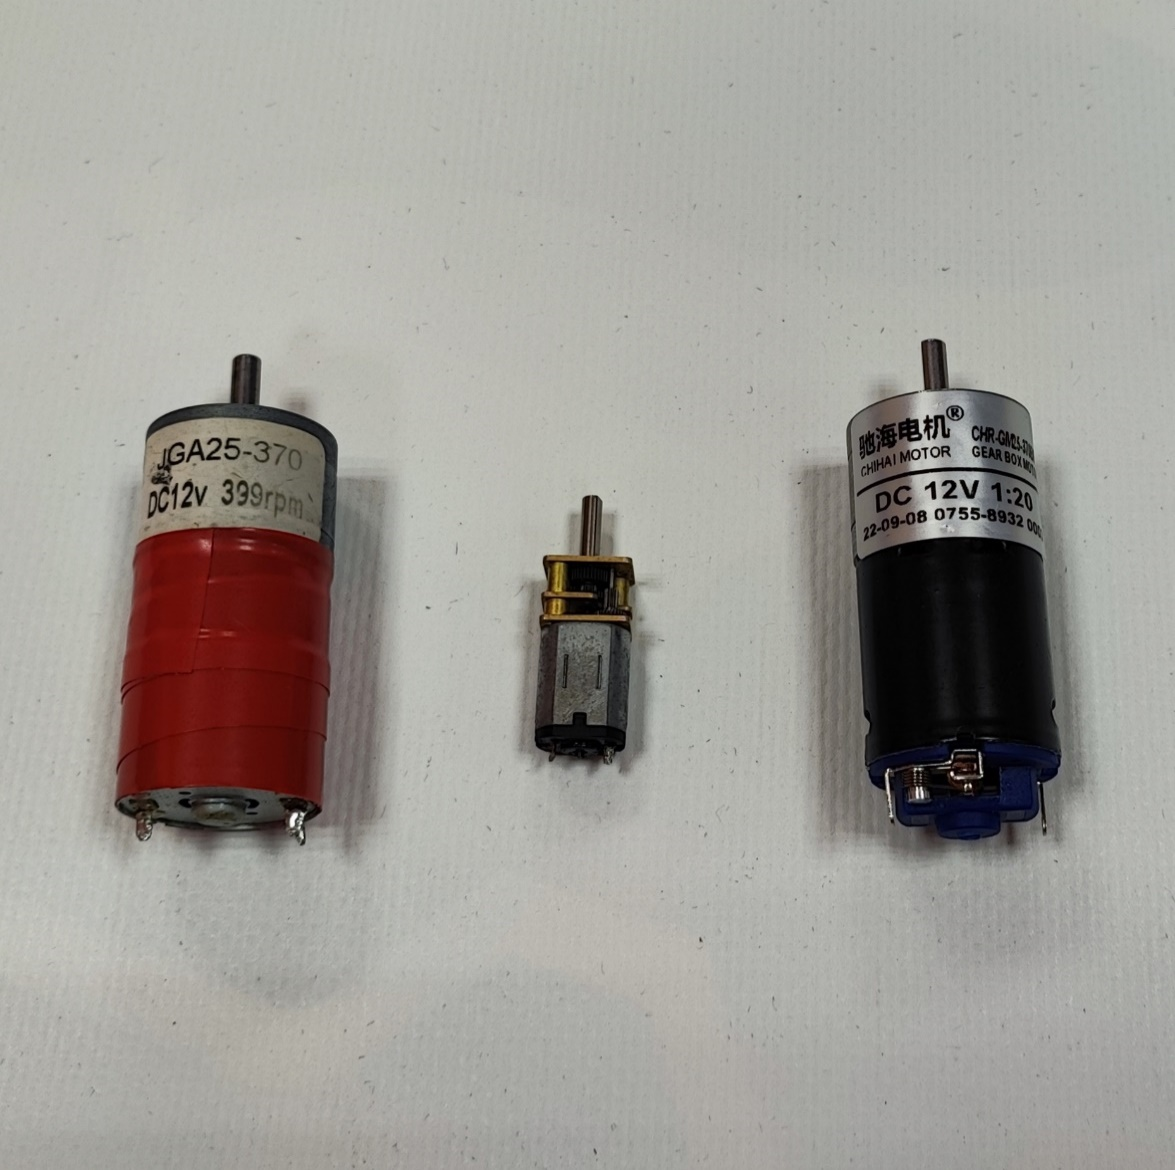 JGA25-370
DC12v 399rpm
驰海电机®
CHIHAI MOTOR
GEAR BOX
DC 12V 1:20
22-09-08 0755-8932